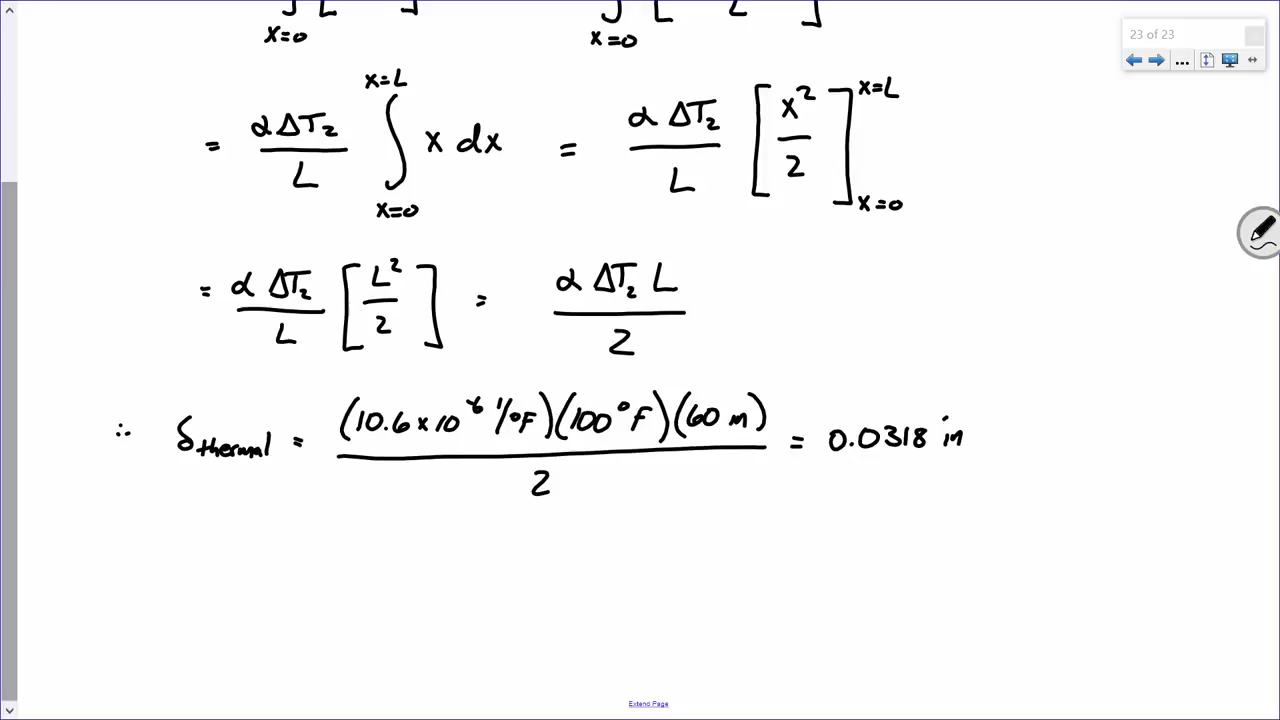 x=0 x=0
23 of 23
= α ΔT₂ / L ∫ x=0 x=L x dx = α ΔT₂ / L [ x² / 2 ] x=L x=0
= α ΔT₂ / L [ L² / 2 ] = α ΔT₂ L / 2
∴ δthermal = (10.6 x 10⁻⁶ 1/°F)(100°F)(60 in) / 2 = 0.0318 in
Extend Page